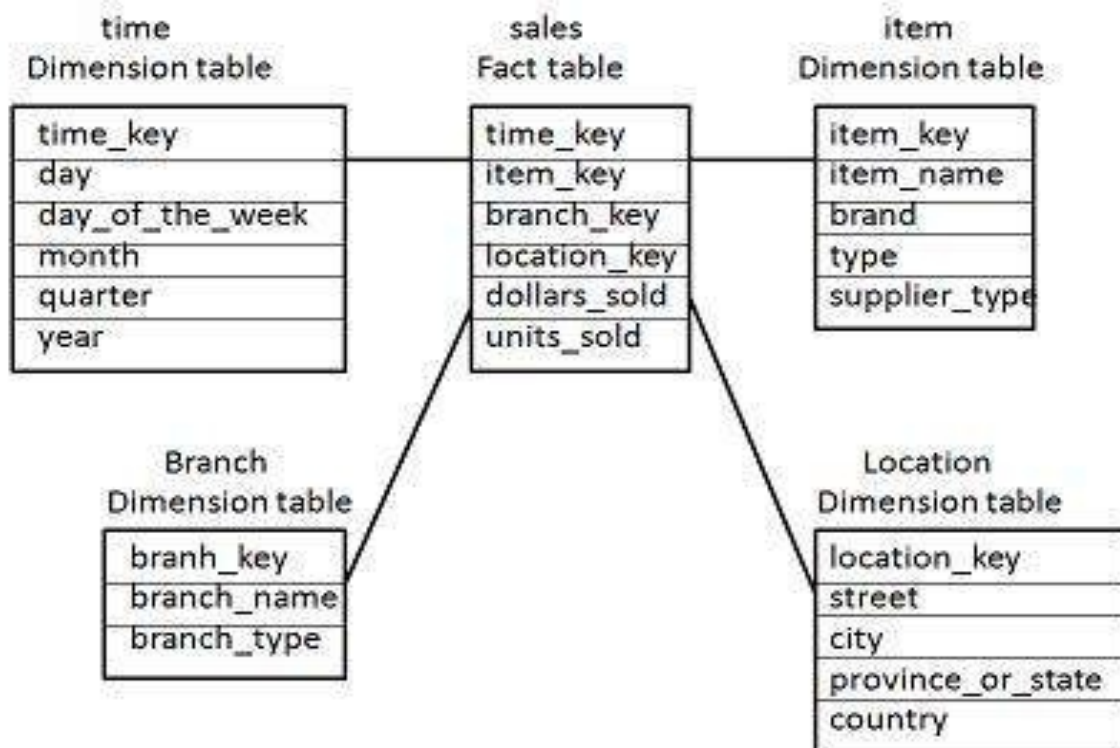 time
Dimension table
time_key
day
day_of_the_week
month
quarter
year
sales
Fact table
time_key
item_key
branch_key
location_key
dollars_sold
units_sold
item
Dimension table
item_key
item_name
brand
type
supplier_type
Branch
Dimension table
branh_key
branch_name
branch_type
Location
Dimension table
location_key
street
city
province_or_state
country